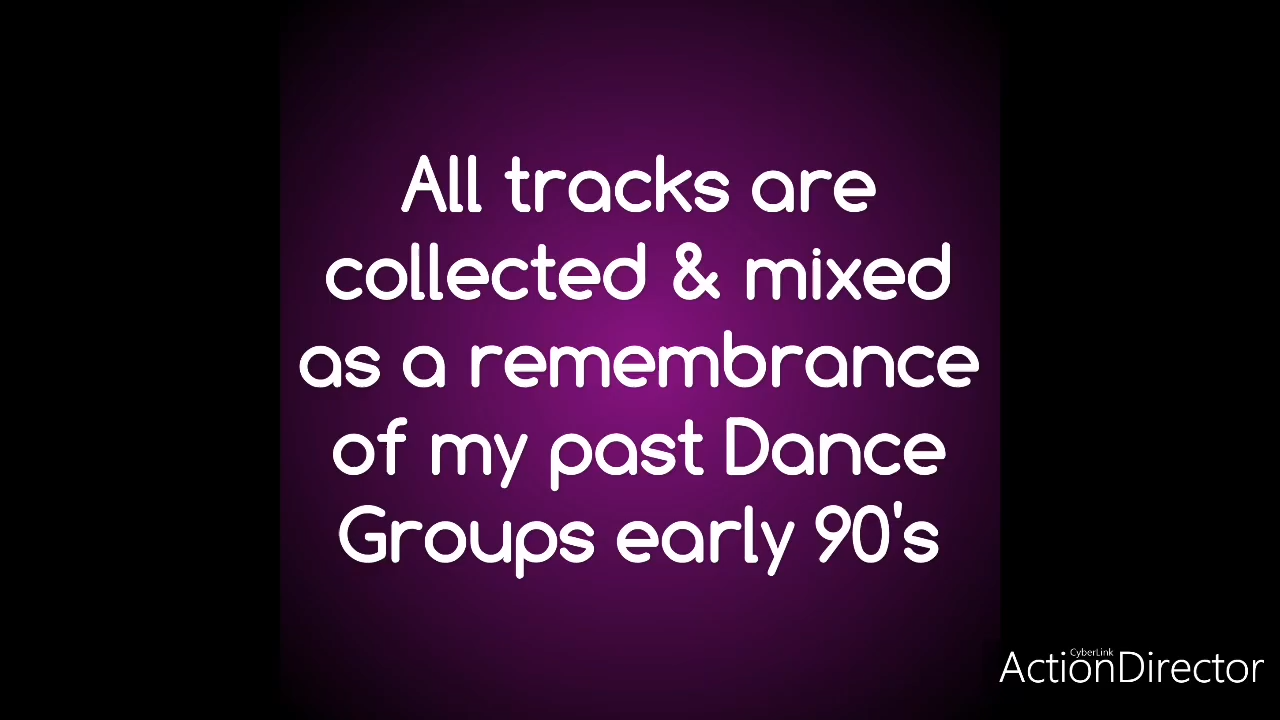 All tracks are
collected & mixed
as a remembrance
of my past Dance
Groups early 90's
CyberLink
ActionDirector